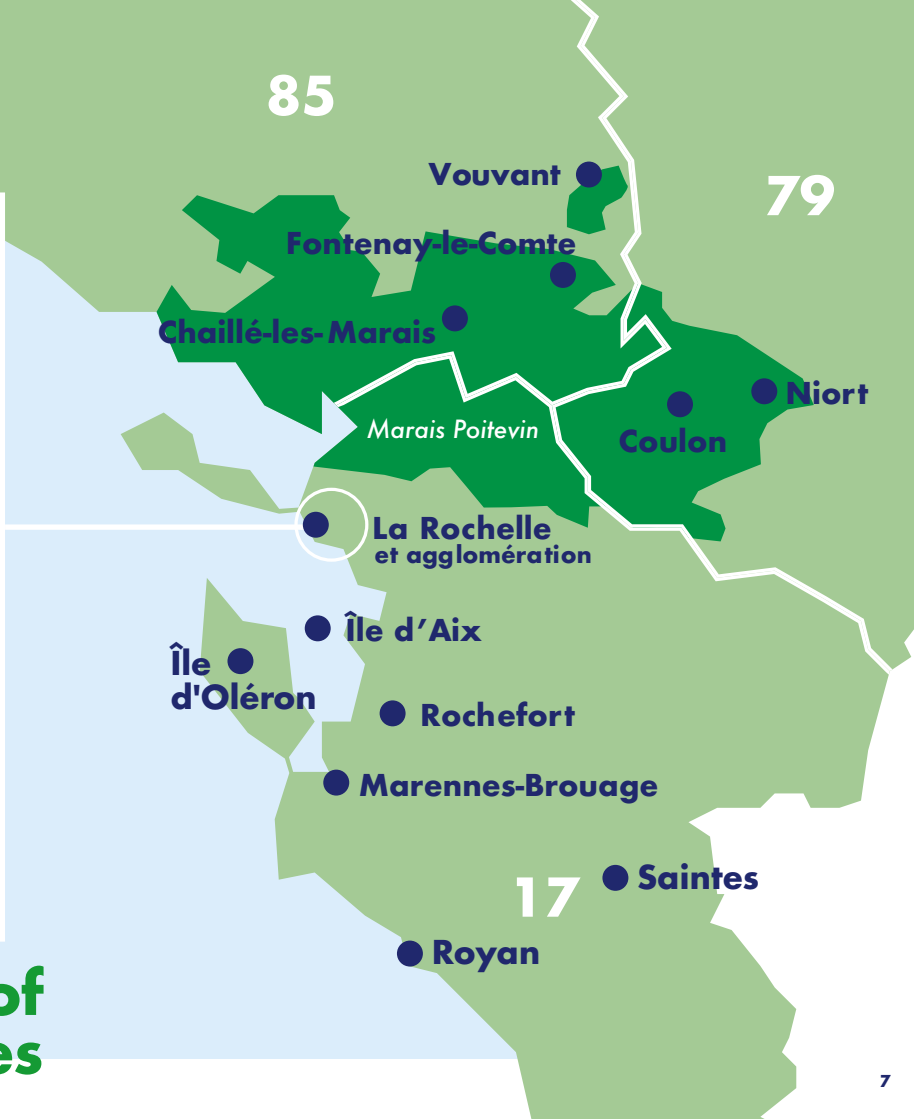 85
Vouvant
79
Fontenay-le-Comte
Chaillé-les-Marais
Niort
Marais Poitevin
Coulon
La Rochelle
et agglomération
Île d’Aix
Île
d'Oléron
Rochefort
Marennes-Brouage
17
Saintes
Royan
of
es
7